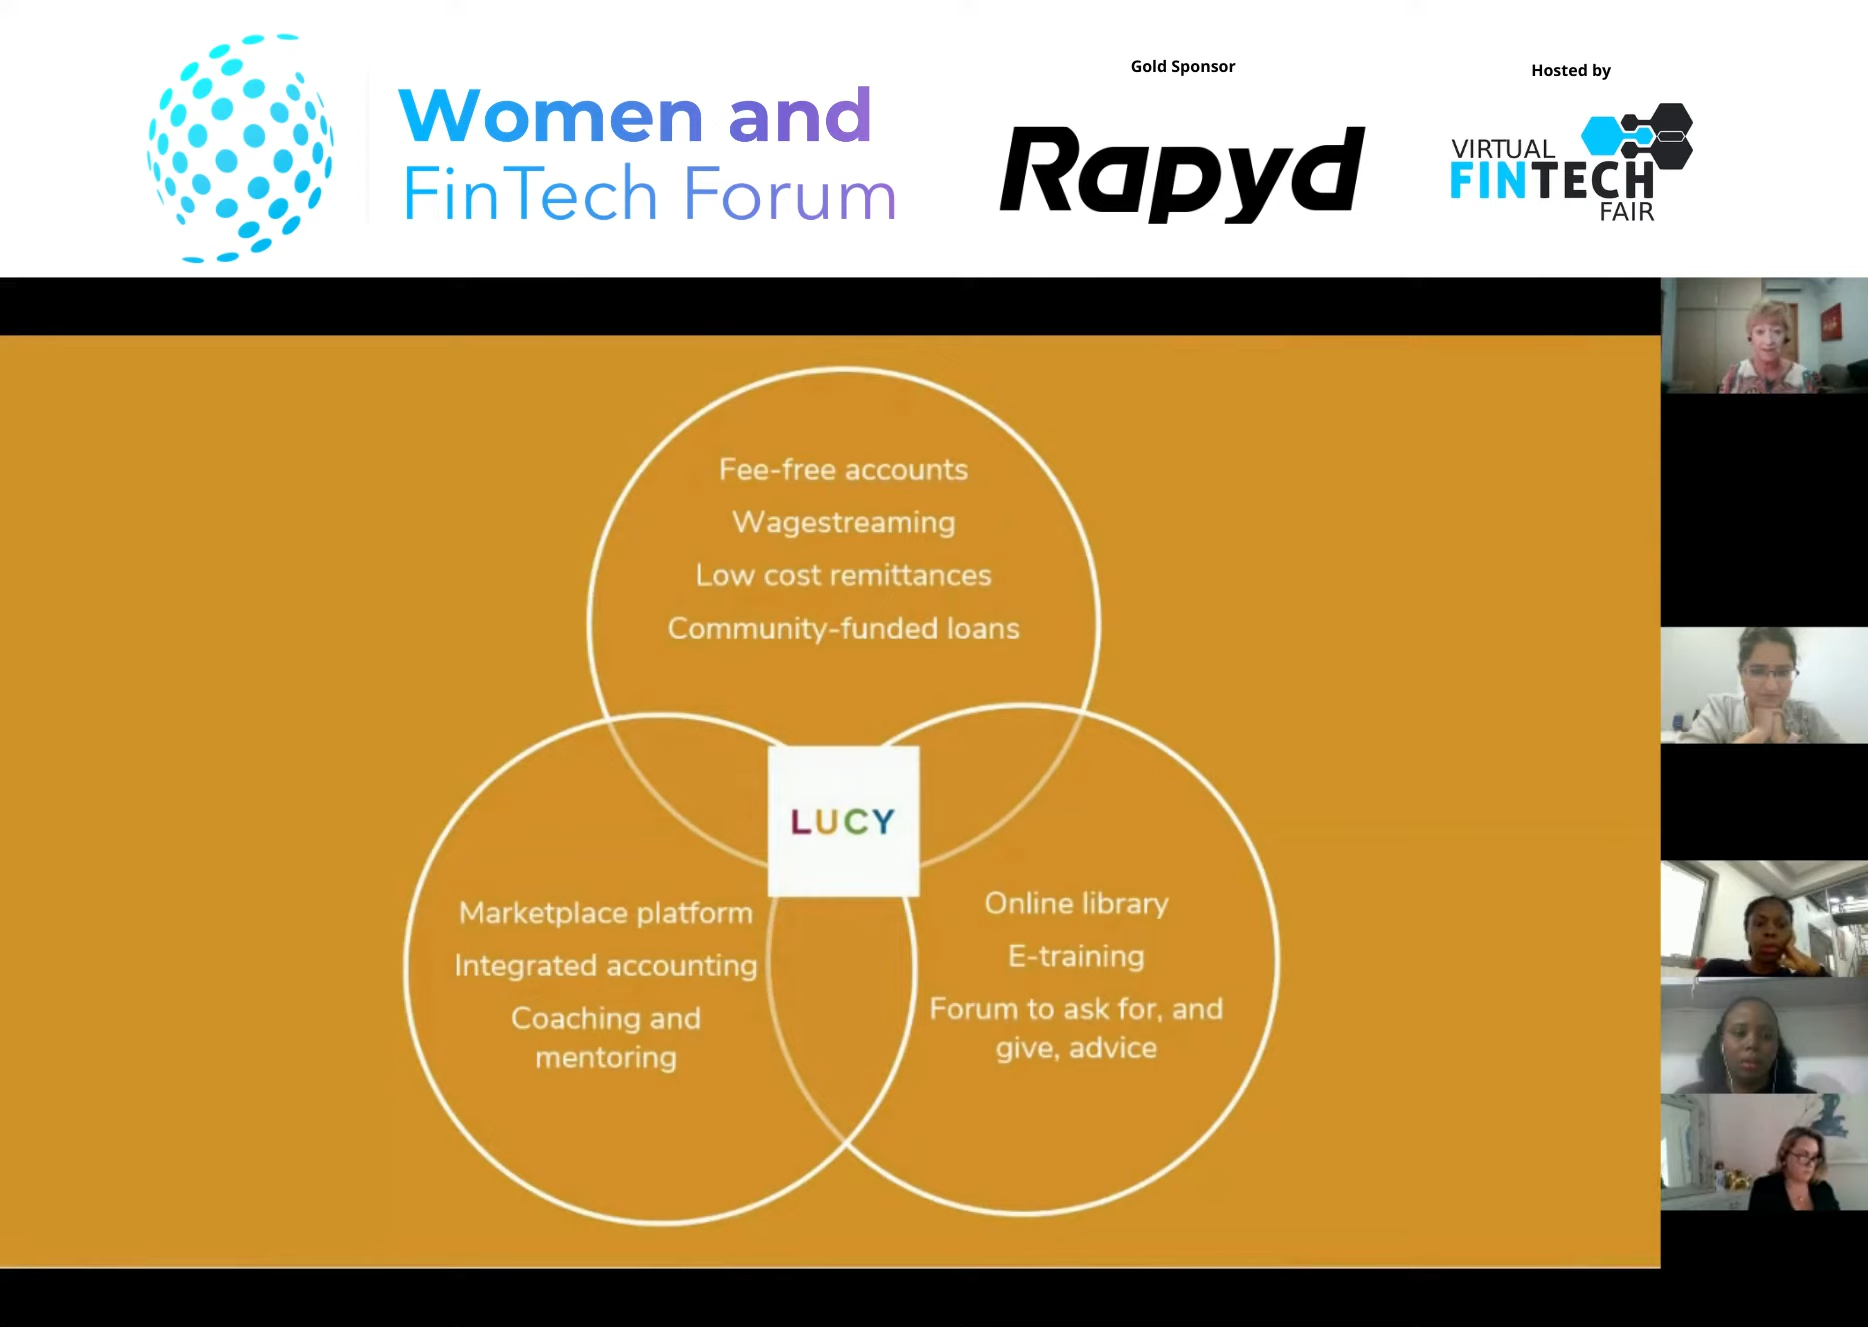 Women and
FinTech Forum
Gold Sponsor
Rapyd
Hosted by
VIRTUAL
FINTECH
FAIR
Fee-free accounts
Wagestreaming
Low cost remittances
Community-funded loans
LUCY
Marketplace platform
Integrated accounting
Coaching and
mentoring
Online library
E-training
Forum to ask for, and
give, advice